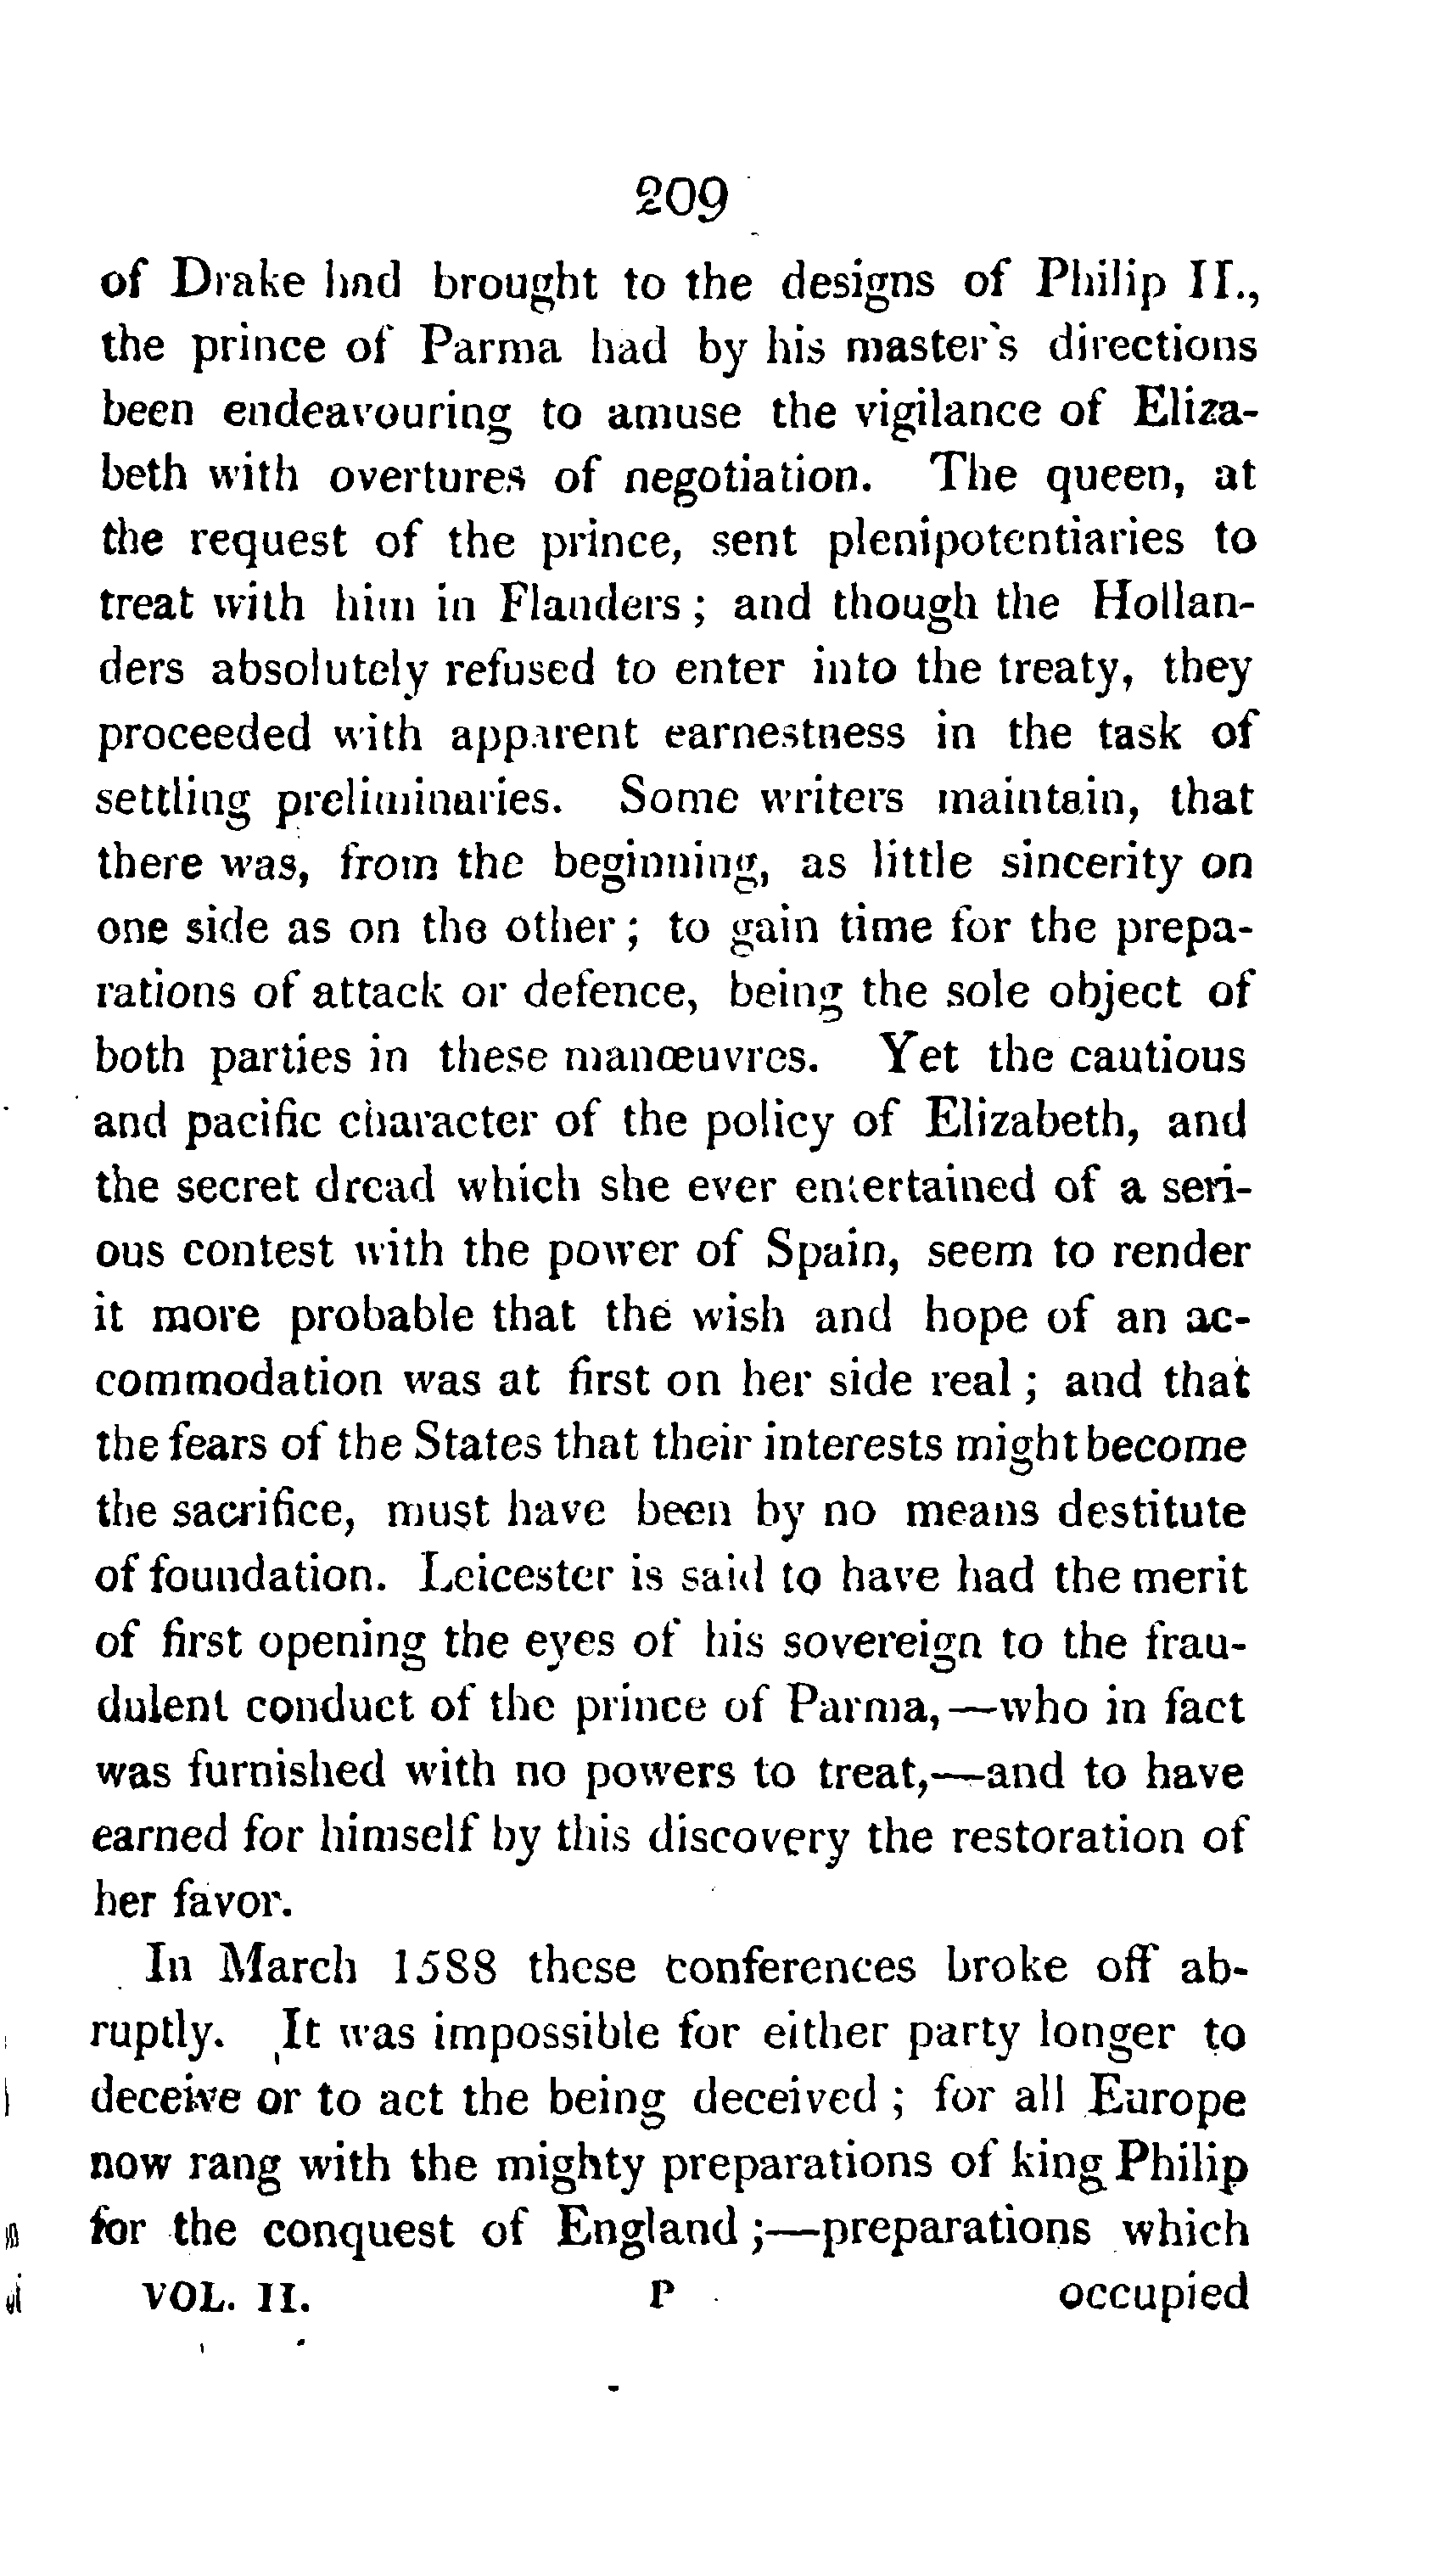 209
of Drake had brought to the designs of Philip II.,
the prince of Parma had by his master's directions
been endeavouring to amuse the vigilance of Eliza-
beth with overtures of negotiation. The queen, at
the request of the prince, sent plenipotentiaries to
treat with him in Flanders; and though the Hollan-
ders absolutely refused to enter into the treaty, they
proceeded with apparent earnestness in the task of
settling preliminaries. Some writers maintain, that
there was, from the beginning, as little sincerity on
one side as on the other; to gain time for the prepa-
rations of attack or defence, being the sole object of
both parties in these manœuvres. Yet the cautious
and pacific character of the policy of Elizabeth, and
the secret dread which she ever entertained of a seri-
ous contest with the power of Spain, seem to render
it more probable that the wish and hope of an ac-
commodation was at first on her side real; and that
the fears of the States that their interests might become
the sacrifice, must have been by no means destitute
of foundation. Leicester is said to have had the merit
of first opening the eyes of his sovereign to the frau-
dulent conduct of the prince of Parma,—who in fact
was furnished with no powers to treat,—and to have
earned for himself by this discovery the restoration of
her favor.
In March 1588 these conferences broke off ab-
ruptly. It was impossible for either party longer to
deceive or to act the being deceived; for all Europe
now rang with the mighty preparations of king Philip
for the conquest of England;—preparations which
VOL. II. P occupied